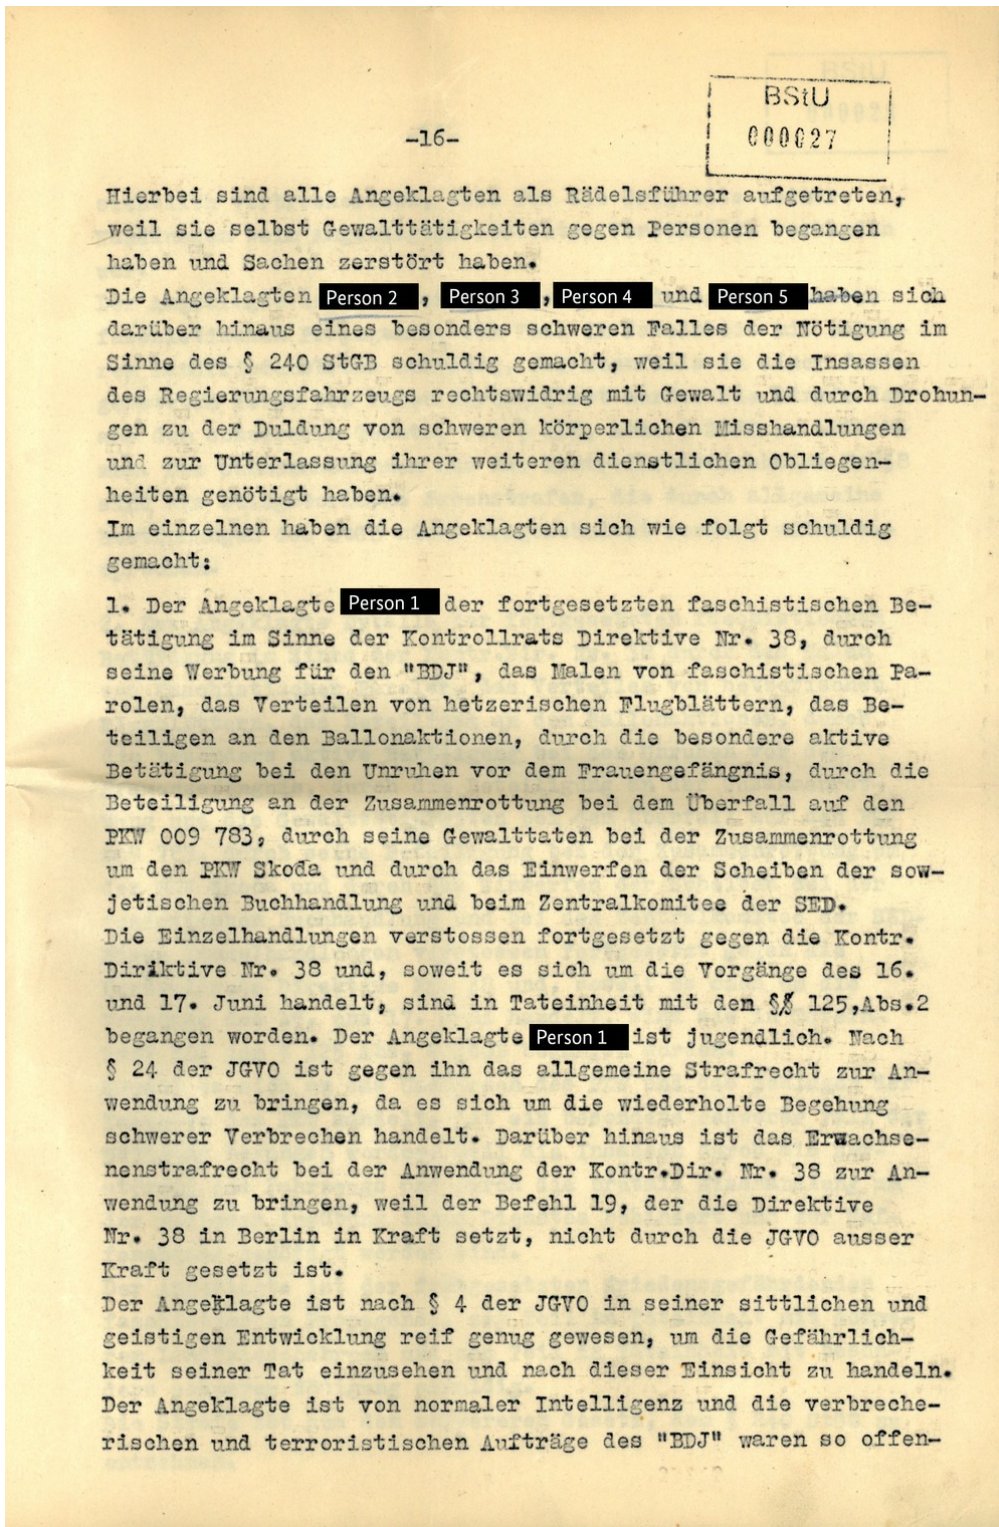 BStU
000027
-16-
Hierbei sind alle Angeklagten als Rädelsführer aufgetreten,
weil sie selbst Gewalttätigkeiten gegen Personen begangen
haben und Sachen zerstört haben.
Die Angeklagten Person 2, Person 3, Person 4 und Person 5 haben sich
darüber hinaus eines besonders schweren Falles der Nötigung im
Sinne des § 240 StGB schuldig gemacht, weil sie die Insassen
des Regierungsfahrzeugs rechtswidrig mit Gewalt und durch Drohun-
gen zu der Duldung von schweren körperlichen Misshandlungen
und zur Unterlassung ihrer weiteren dienstlichen Obliegen-
heiten genötigt haben.
Im einzelnen haben die Angeklagten sich wie folgt schuldig
gemacht:
1. Der Angeklagte Person 1 der fortgesetzten faschistischen Be-
tätigung im Sinne der Kontrollrats Direktive Nr. 38, durch
seine Werbung für den "BDJ", das Malen von faschistischen Pa-
rolen, das Verteilen von hetzerischen Flugblättern, das Be-
teiligen an den Ballonaktionen, durch die besondere aktive
Betätigung bei den Unruhen vor dem Frauengefängnis, durch die
Beteiligung an der Zusammenrottung bei dem Überfall auf den
PKW 009 783, durch seine Gewalttaten bei der Zusammenrottung
um den PKW Skoda und durch das Einwerfen der Scheiben der sow-
jetischen Buchhandlung und beim Zentralkomitee der SED.
Die Einzelhandlungen verstossen fortgesetzt gegen die Kontr.
Diriktive Nr. 38 und, soweit es sich um die Vorgänge des 16.
und 17. Juni handelt, sind in Tateinheit mit den §§ 125,Abs.2
begangen worden. Der Angeklagte Person 1 ist jugendlich. Nach
§ 24 der JGVO ist gegen ihn das allgemeine Strafrecht zur An-
wendung zu bringen, da es sich um die wiederholte Begehung
schwerer Verbrechen handelt. Darüber hinaus ist das Erwachse-
nenstrafrecht bei der Anwendung der Kontr.Dir. Nr. 38 zur An-
wendung zu bringen, weil der Befehl 19, der die Direktive
Nr. 38 in Berlin in Kraft setzt, nicht durch die JGVO ausser
Kraft gesetzt ist.
Der Angeklagte ist nach § 4 der JGVO in seiner sittlichen und
geistigen Entwicklung reif genug gewesen, um die Gefährlich-
keit seiner Tat einzusehen und nach dieser Einsicht zu handeln.
Der Angeklagte ist von normaler Intelligenz und die verbreche-
rischen und terroristischen Aufträge des "BDJ" waren so offen-